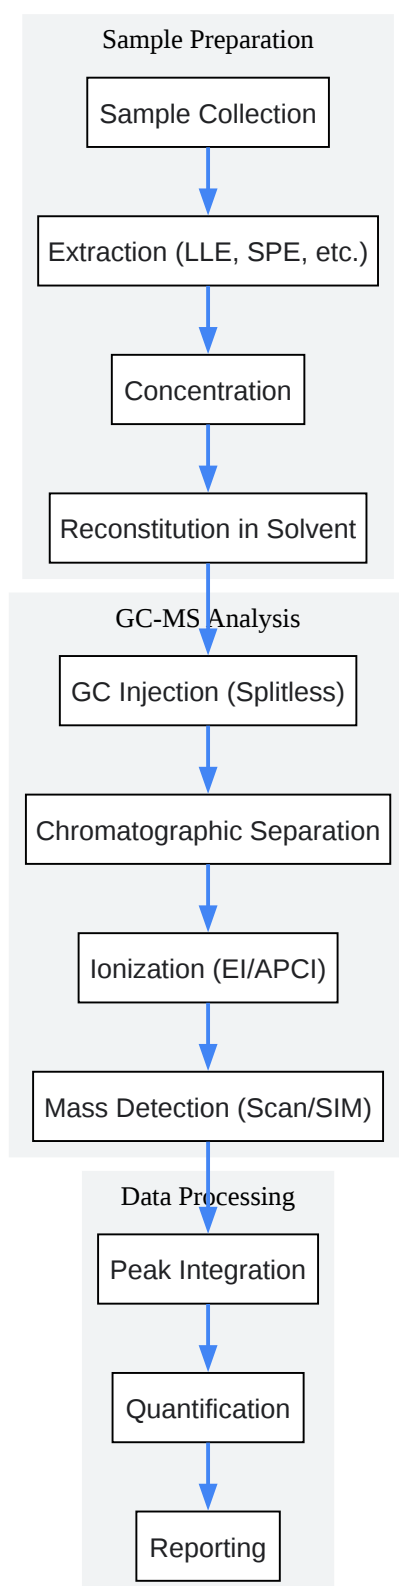 Sample Preparation
Sample Collection
Extraction (LLE, SPE, etc.)
Concentration
Reconstitution in Solvent
GC-MS Analysis
GC Injection (Splitless)
Chromatographic Separation
Ionization (EI/APCI)
Mass Detection (Scan/SIM)
Data Processing
Peak Integration
Quantification
Reporting